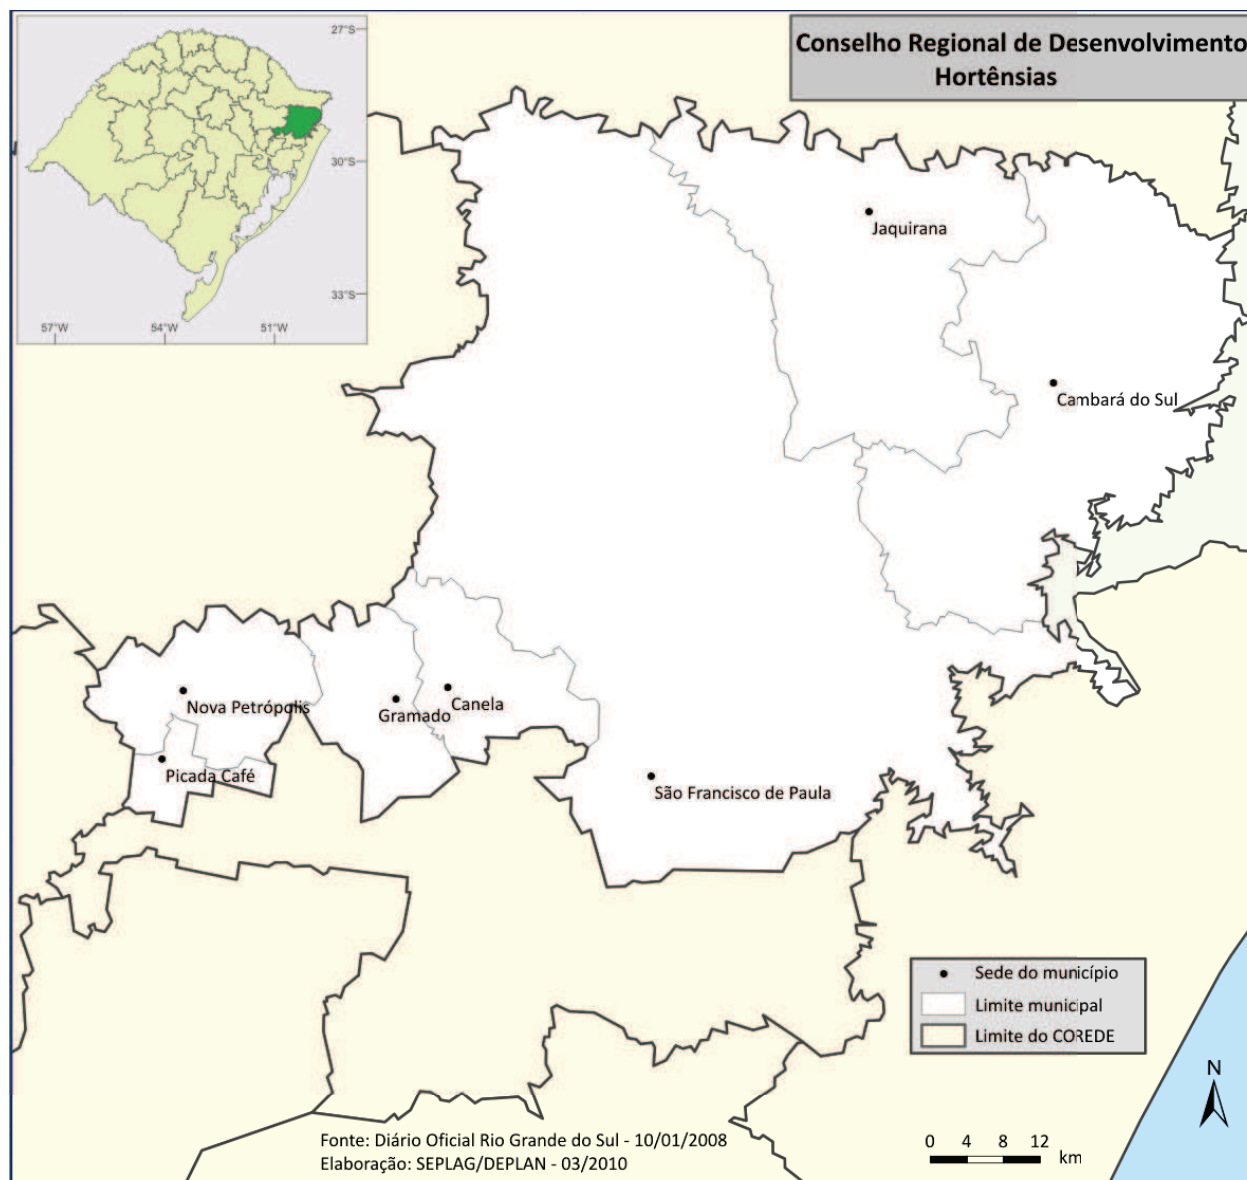 Conselho Regional de Desenvolvimento
Hortênsias
27°S
30°S
33°S
57°W
54°W
51°W
Jaquirana
Cambará do Sul
Nova Petrópolis
Canela
Gramado
Picada Café
São Francisco de Paula
Sede do município
Limite municipal
Limite do COREDE
N
Fonte: Diário Oficial Rio Grande do Sul - 10/01/2008
Elaboração: SEPLAG/DEPLAN - 03/2010
0 4 8 12
km